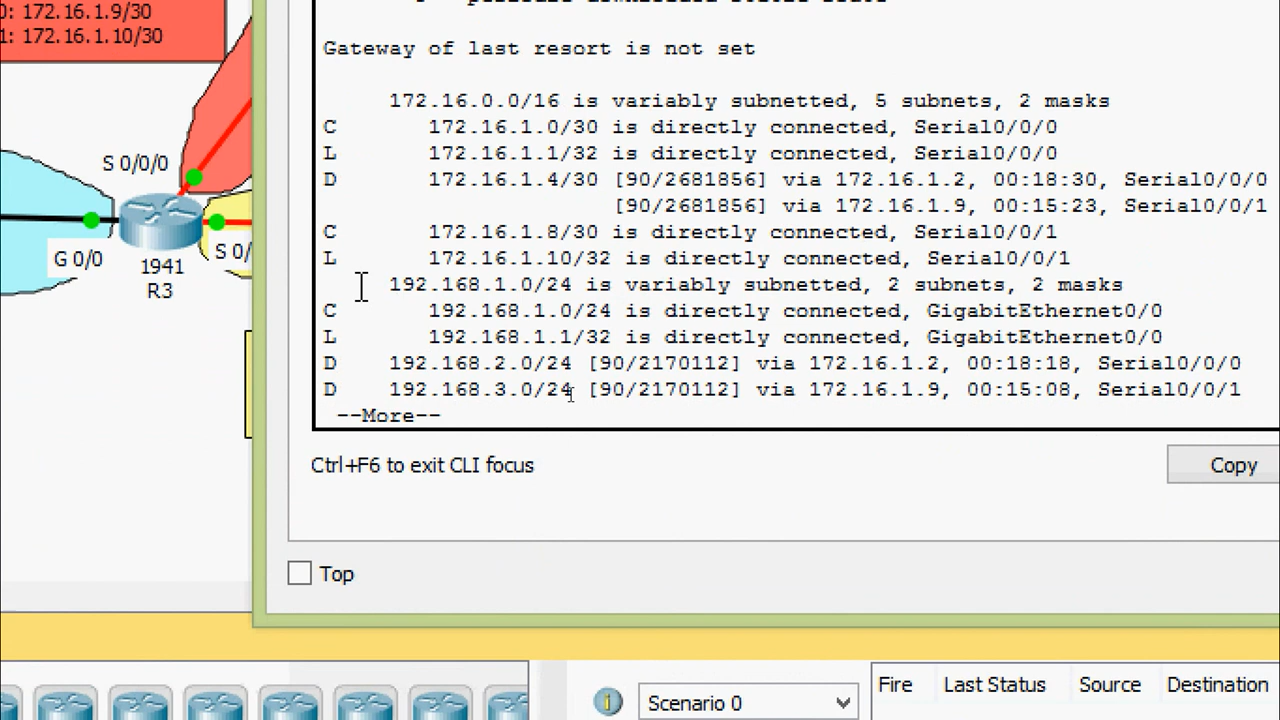 0: 172.16.1.9/30
1: 172.16.1.10/30
S 0/0/0
G 0/0
S 0/
1941
R3
Gateway of last resort is not set
172.16.0.0/16 is variably subnetted, 5 subnets, 2 masks
C 172.16.1.0/30 is directly connected, Serial0/0/0
L 172.16.1.1/32 is directly connected, Serial0/0/0
D 172.16.1.4/30 [90/2681856] via 172.16.1.2, 00:18:30, Serial0/0/0
[90/2681856] via 172.16.1.9, 00:15:23, Serial0/0/1
C 172.16.1.8/30 is directly connected, Serial0/0/1
L 172.16.1.10/32 is directly connected, Serial0/0/1
192.168.1.0/24 is variably subnetted, 2 subnets, 2 masks
C 192.168.1.0/24 is directly connected, GigabitEthernet0/0
L 192.168.1.1/32 is directly connected, GigabitEthernet0/0
D 192.168.2.0/24 [90/2170112] via 172.16.1.2, 00:18:18, Serial0/0/0
D 192.168.3.0/24 [90/2170112] via 172.16.1.9, 00:15:08, Serial0/0/1
--More--
Ctrl+F6 to exit CLI focus
Copy
Top
Scenario 0
Fire Last Status Source Destination